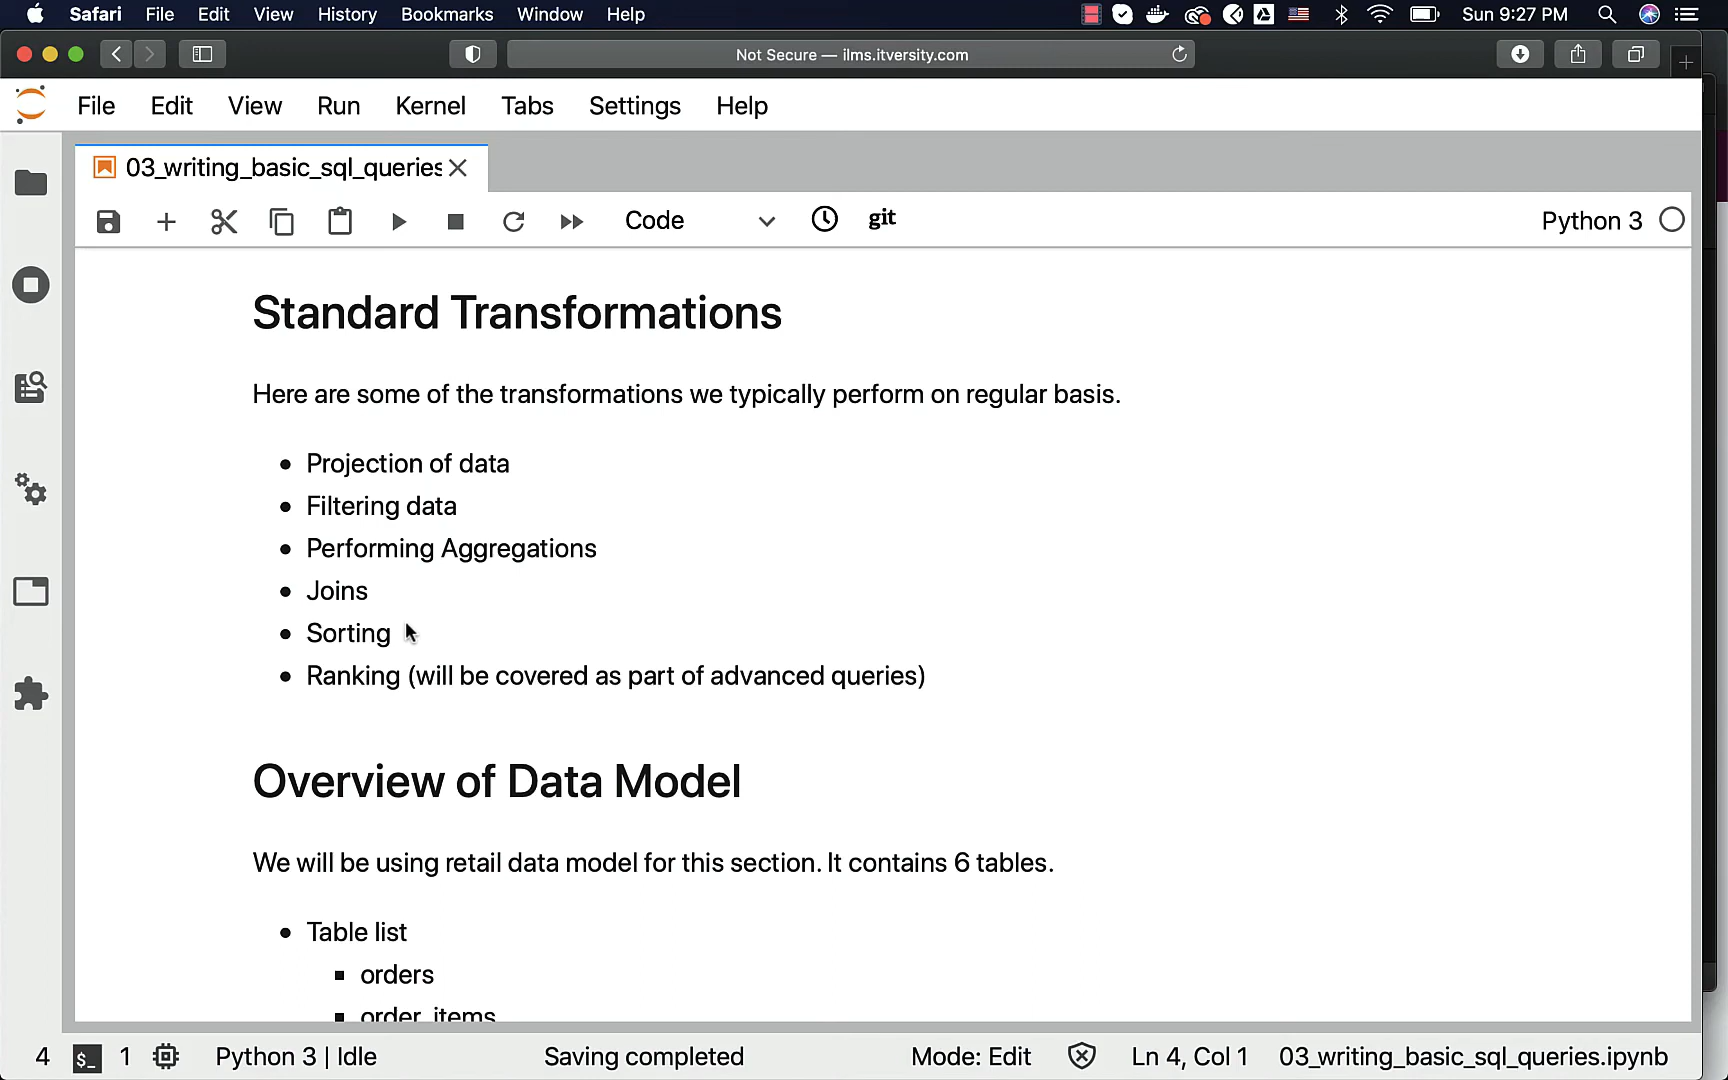 Safari File Edit View History Bookmarks Window Help Sun 9:27 PM
Not Secure — ilms.itversity.com
File Edit View Run Kernel Tabs Settings Help
03_writing_basic_sql_queries
Code git Python 3
Standard Transformations
Here are some of the transformations we typically perform on regular basis.
Projection of data
Filtering data
Performing Aggregations
Joins
Sorting
Ranking (will be covered as part of advanced queries)
Overview of Data Model
We will be using retail data model for this section. It contains 6 tables.
Table list
orders
order_items
4 $_ 1 Python 3 | Idle Saving completed Mode: Edit Ln 4, Col 1 03_writing_basic_sql_queries.ipynb